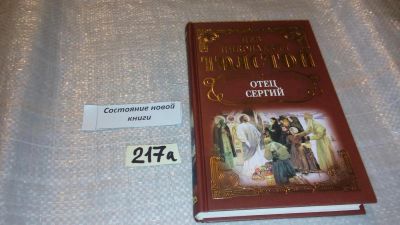 Состояние новой
книги
217а
ТОЛСТОЙ
ОТЕЦ
СЕРГИЙ